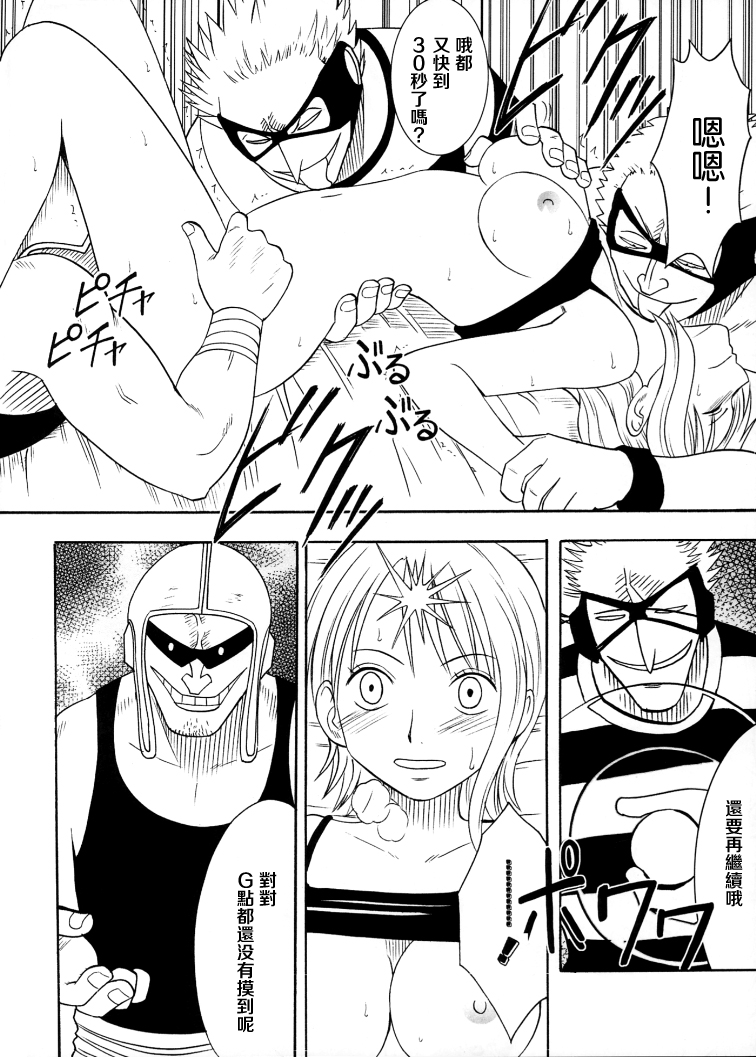 嗯嗯！
哦都
又快到
30秒了嗎？
ビクッ
ピチャ
ピチャ
ぶる
ぶる
ビクッ
還要再繼續哦
ポワワ
…………！
對對
G點都還没有摸到呢